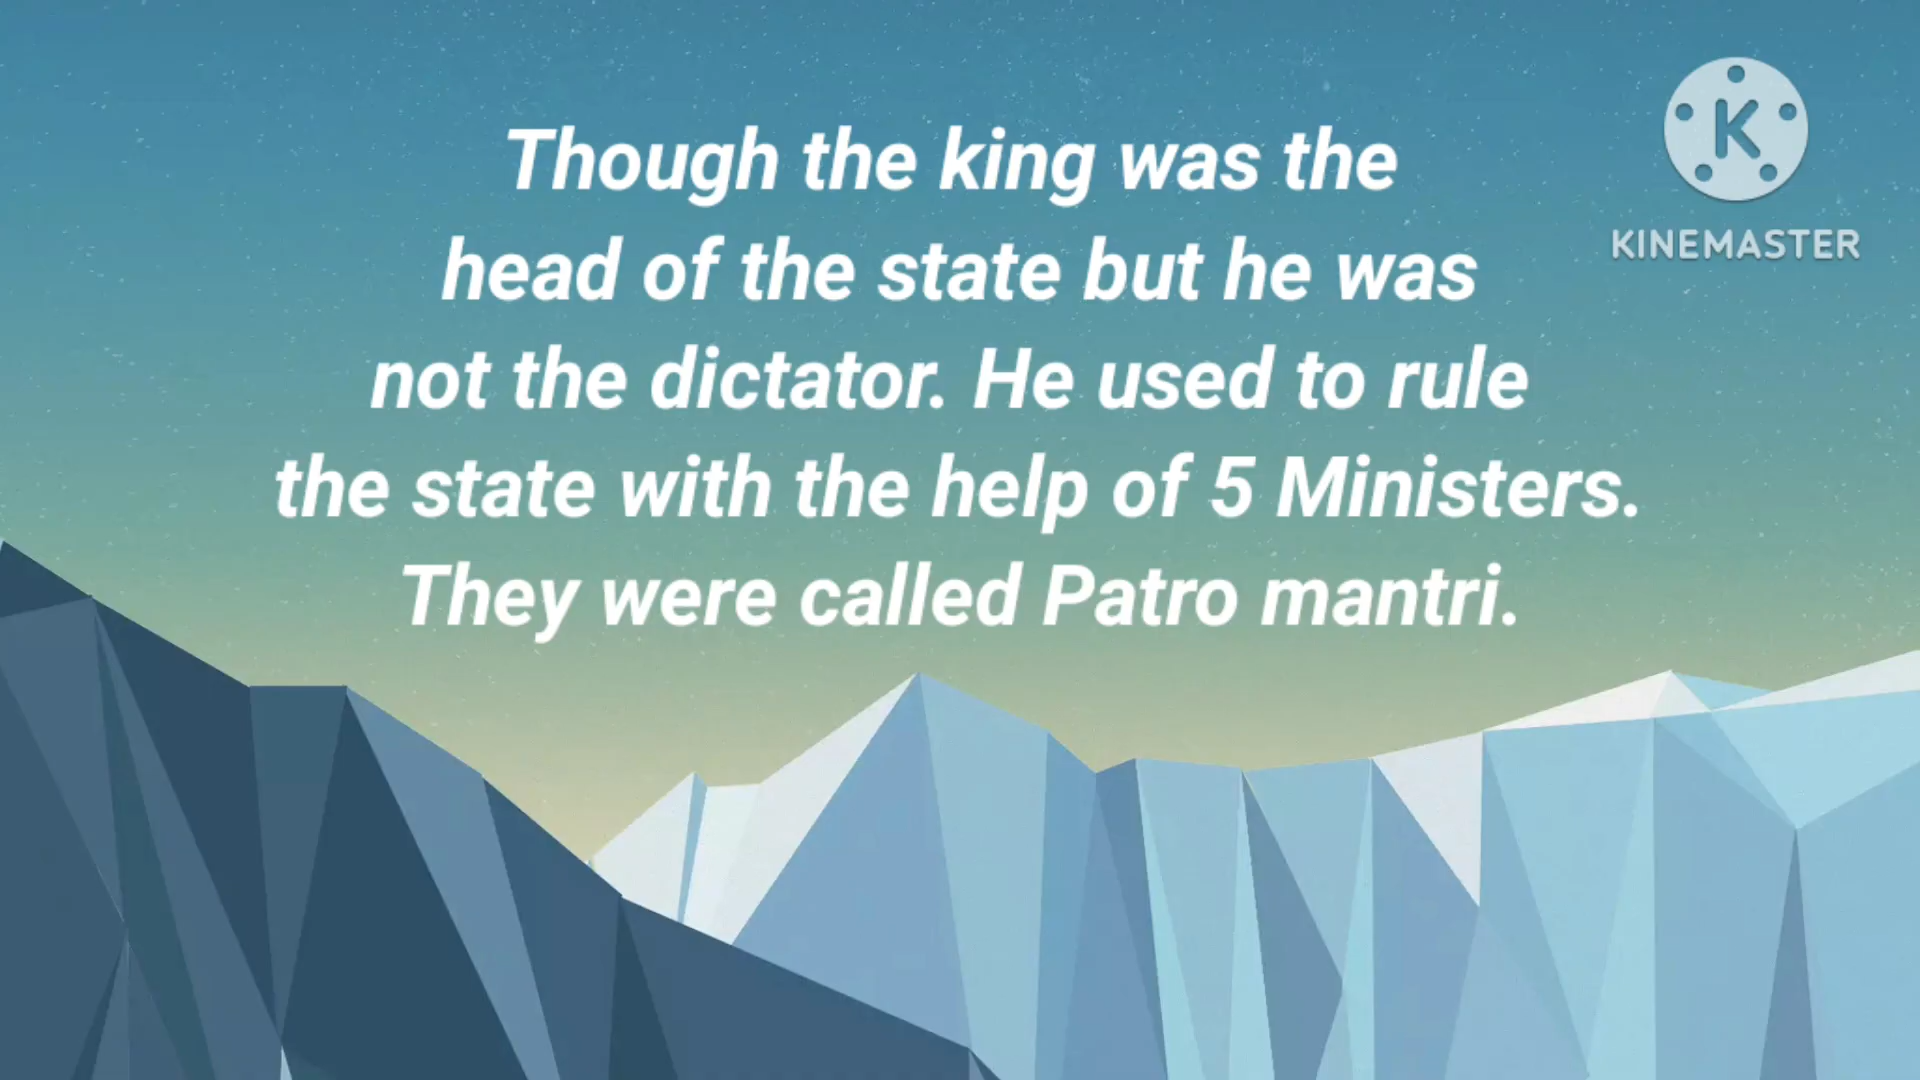 Though the king was the
head of the state but he was
not the dictator. He used to rule
the state with the help of 5 Ministers.
They were called Patro mantri.
K
KINEMASTER